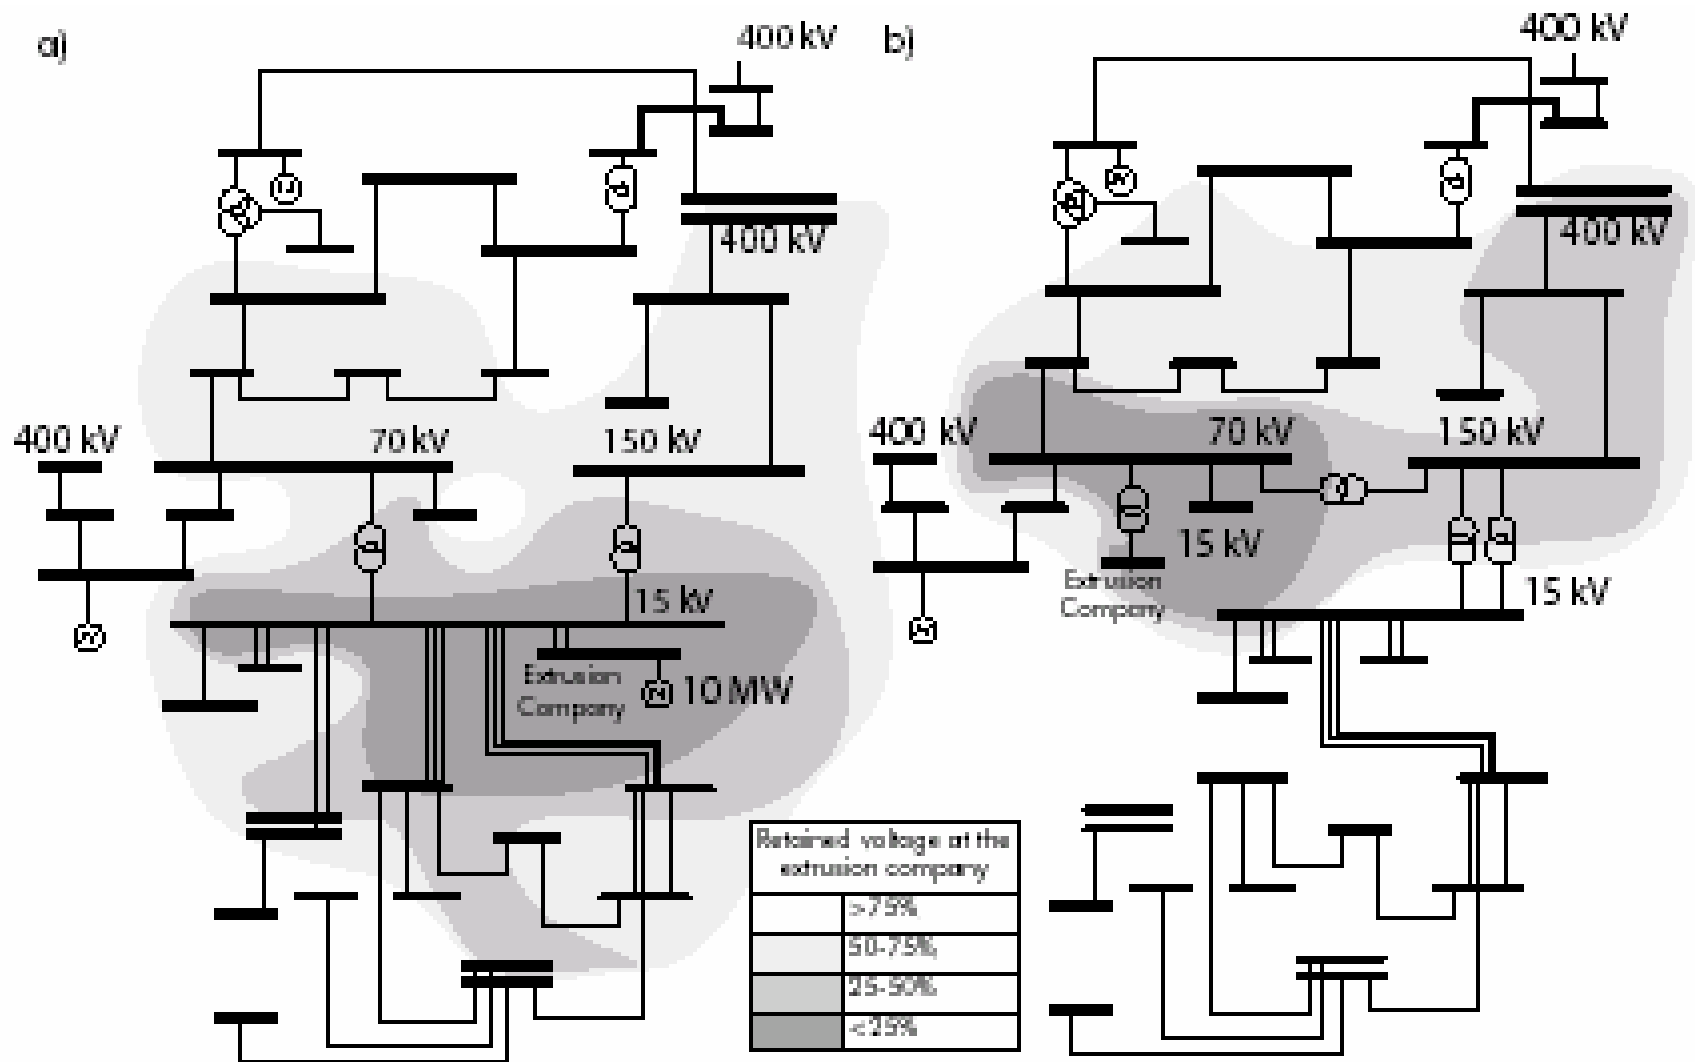 a)
400 kV
400 kV
400 kV
70 kV
150 kV
15 kV
Extrusion
Company
10 MW
b)
400 kV
400 kV
400 kV
70 kV
150 kV
15 kV
Extrusion
Company
15 kV
Retained voltage at the
extrusion company
>75%
50-75%
25-50%
<25%